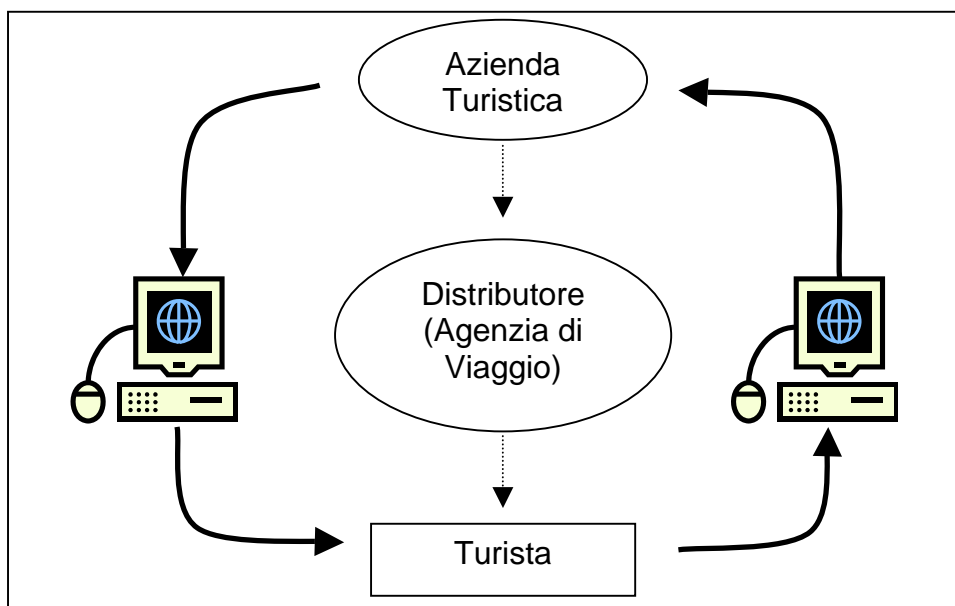 Azienda
Turistica
Distributore
(Agenzia di
Viaggio)
Turista